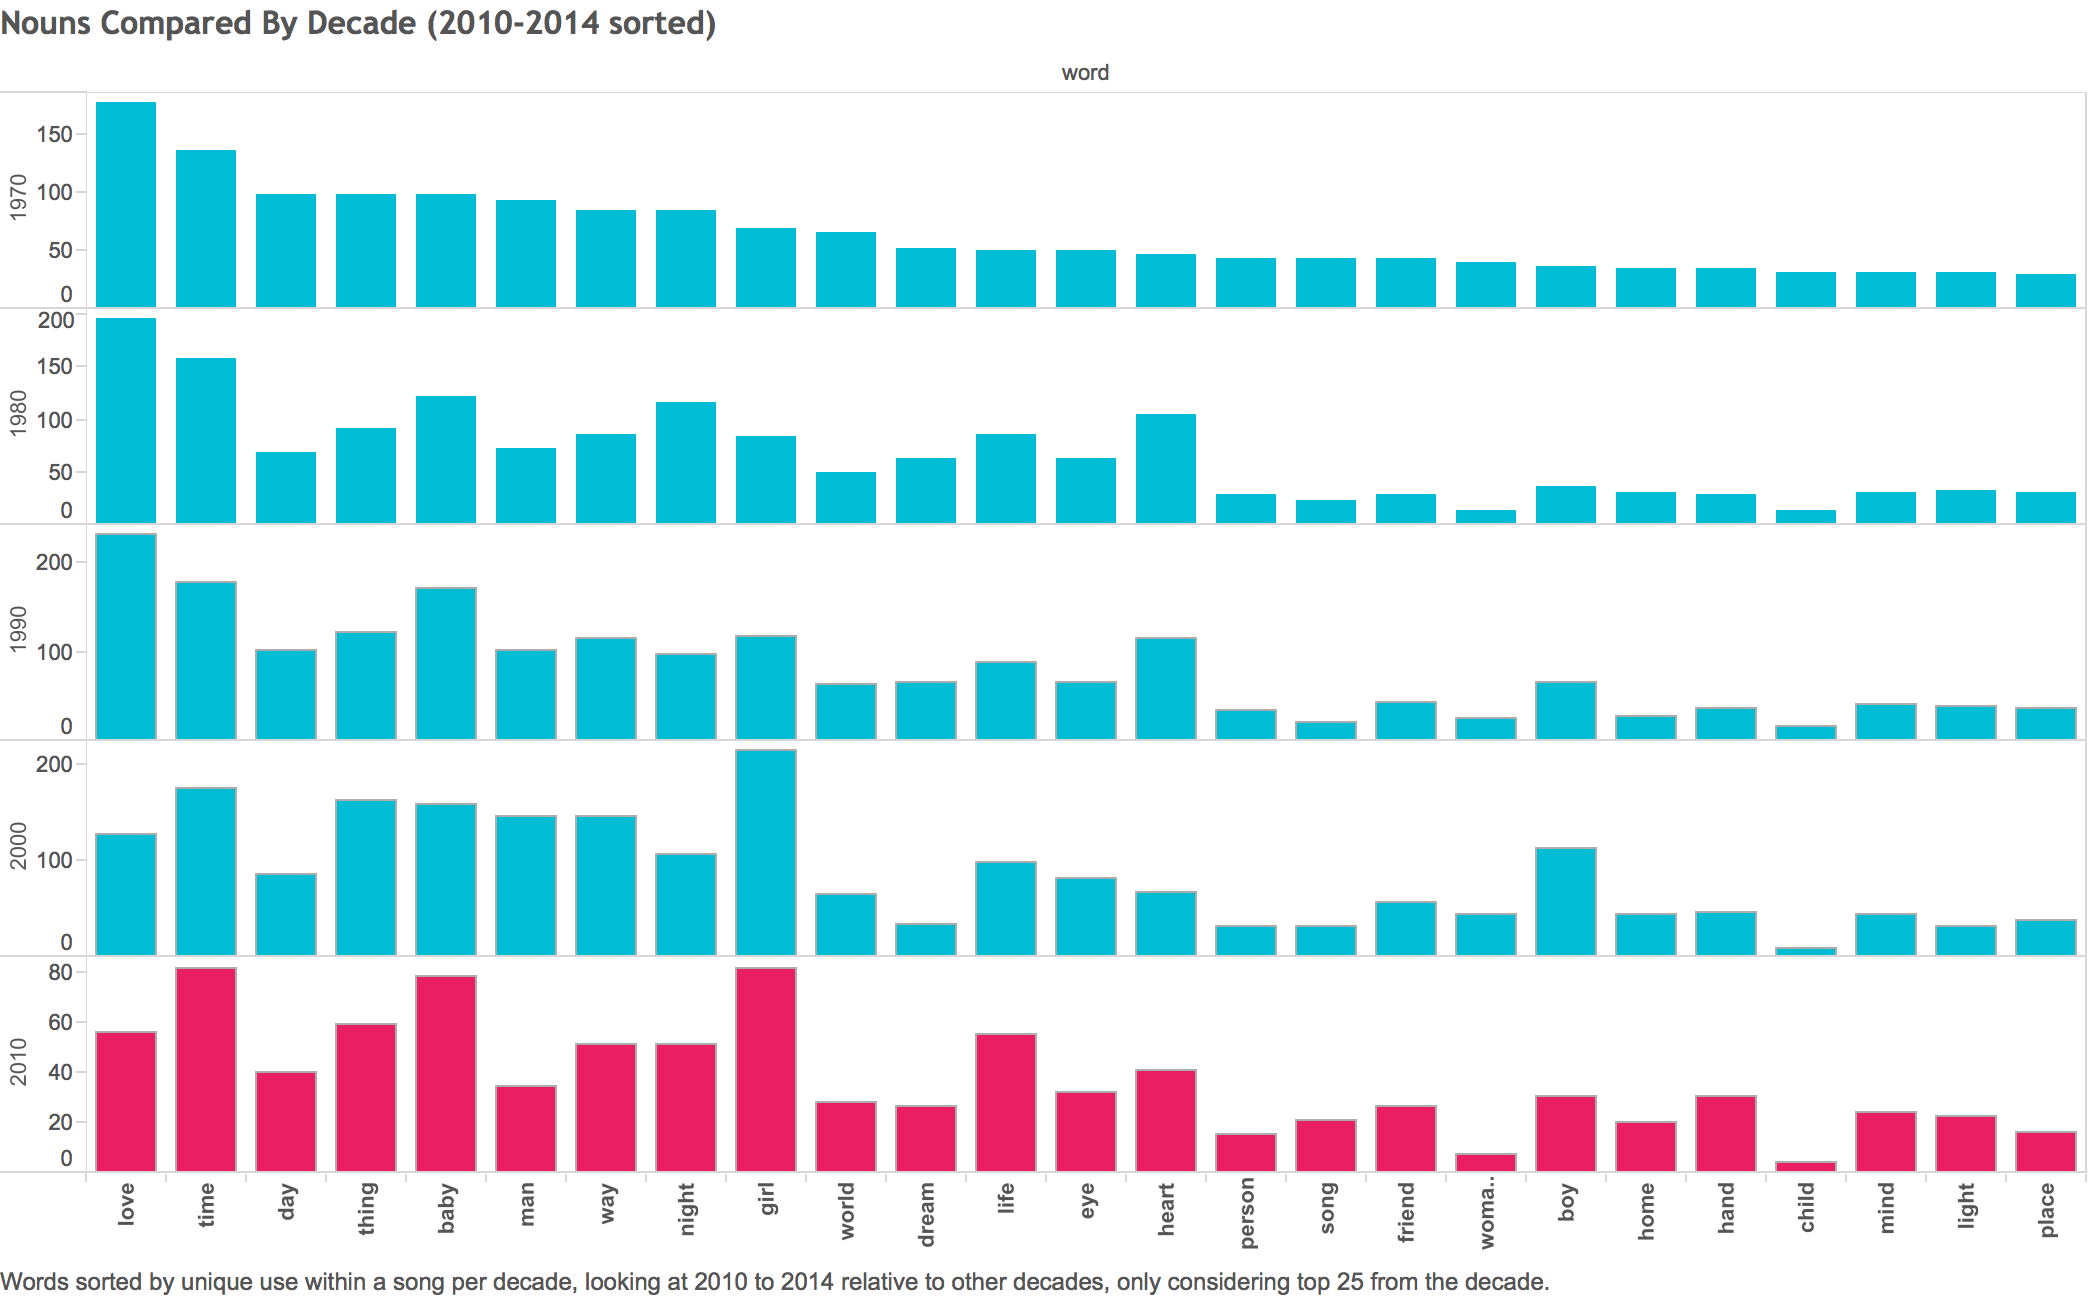 Nouns Compared By Decade (2010-2014 sorted)
word
1970
150
100
50
0
1980
200
150
100
50
0
1990
200
100
0
2000
200
100
0
2010
80
60
40
20
0
love
time
day
thing
baby
man
way
night
girl
world
dream
life
eye
heart
person
song
friend
woma..
boy
home
hand
child
mind
light
place
Words sorted by unique use within a song per decade, looking at 2010 to 2014 relative to other decades, only considering top 25 from the decade.